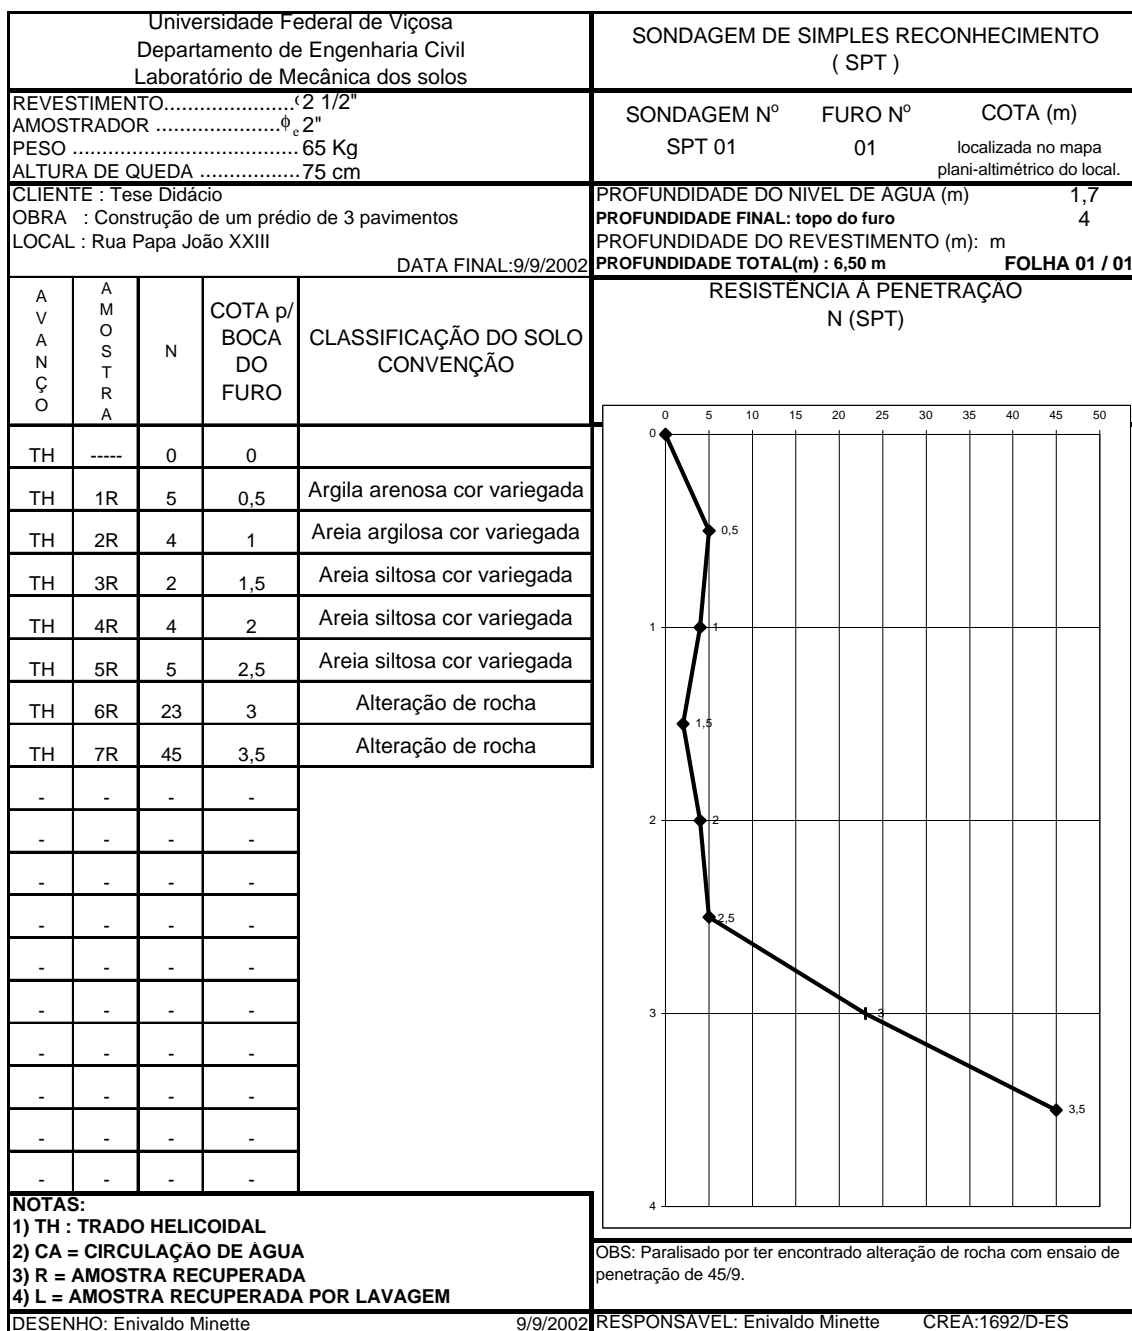 Universidade Federal de Viçosa
Departamento de Engenharia Civil
Laboratório de Mecânica dos solos
SONDAGEM DE SIMPLES RECONHECIMENTO
( SPT )
REVESTIMENTO...................... 2 1/2"
AMOSTRADOR .....................ϕe 2"
PESO ...................................... 65 Kg
ALTURA DE QUEDA ................. 75 cm
SONDAGEM Nº FURO Nº COTA (m)
SPT 01 01 localizada no mapa
plani-altimétrico do local.
CLIENTE : Tese Didácio
OBRA : Construção de um prédio de 3 pavimentos
LOCAL : Rua Papa João XXIII
DATA FINAL:9/9/2002
PROFUNDIDADE DO NIVEL DE AGUA (m) 1,7
PROFUNDIDADE FINAL: topo do furo 4
PROFUNDIDADE DO REVESTIMENTO (m): m
PROFUNDIDADE TOTAL(m) : 6,50 m FOLHA 01 / 01
AVANÇO AMOSTRA N COTA p/ BOCA DO FURO CLASSIFICAÇÃO DO SOLO CONVENÇÃO
RESISTÊNCIA À PENETRAÇÃO
N (SPT)
TH ----- 0 0
TH 1R 5 0,5 Argila arenosa cor variegada
TH 2R 4 1 Areia argilosa cor variegada
TH 3R 2 1,5 Areia siltosa cor variegada
TH 4R 4 2 Areia siltosa cor variegada
TH 5R 5 2,5 Areia siltosa cor variegada
TH 6R 23 3 Alteração de rocha
TH 7R 45 3,5 Alteração de rocha
- - - -
- - - -
- - - -
- - - -
- - - -
- - - -
- - - -
- - - -
- - - -
- - - -
0 5 10 15 20 25 30 35 40 45 50
0
0,5
1 1
1,5
2 2
2,5
3 3
3,5
4
NOTAS:
1) TH : TRADO HELICOIDAL
2) CA = CIRCULAÇÃO DE ÁGUA
3) R = AMOSTRA RECUPERADA
4) L = AMOSTRA RECUPERADA POR LAVAGEM
OBS: Paralisado por ter encontrado alteração de rocha com ensaio de
penetração de 45/9.
DESENHO: Enivaldo Minette 9/9/2002
RESPONSÁVEL: Enivaldo Minette CREA:1692/D-ES